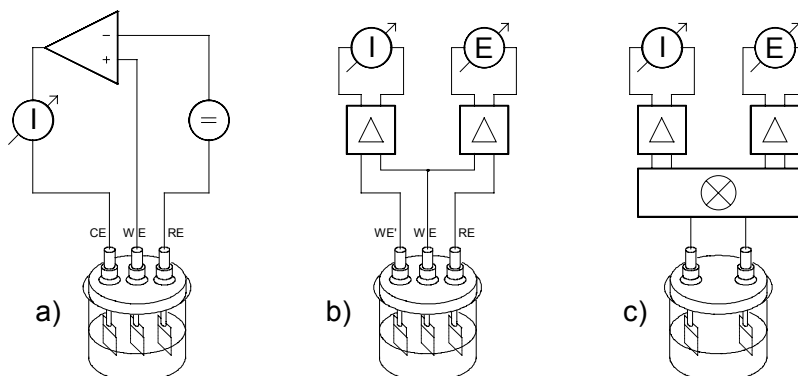 I E I E
−
+
I =
△ △ △ △
CE WE RE WE' WE RE
a) b) c)